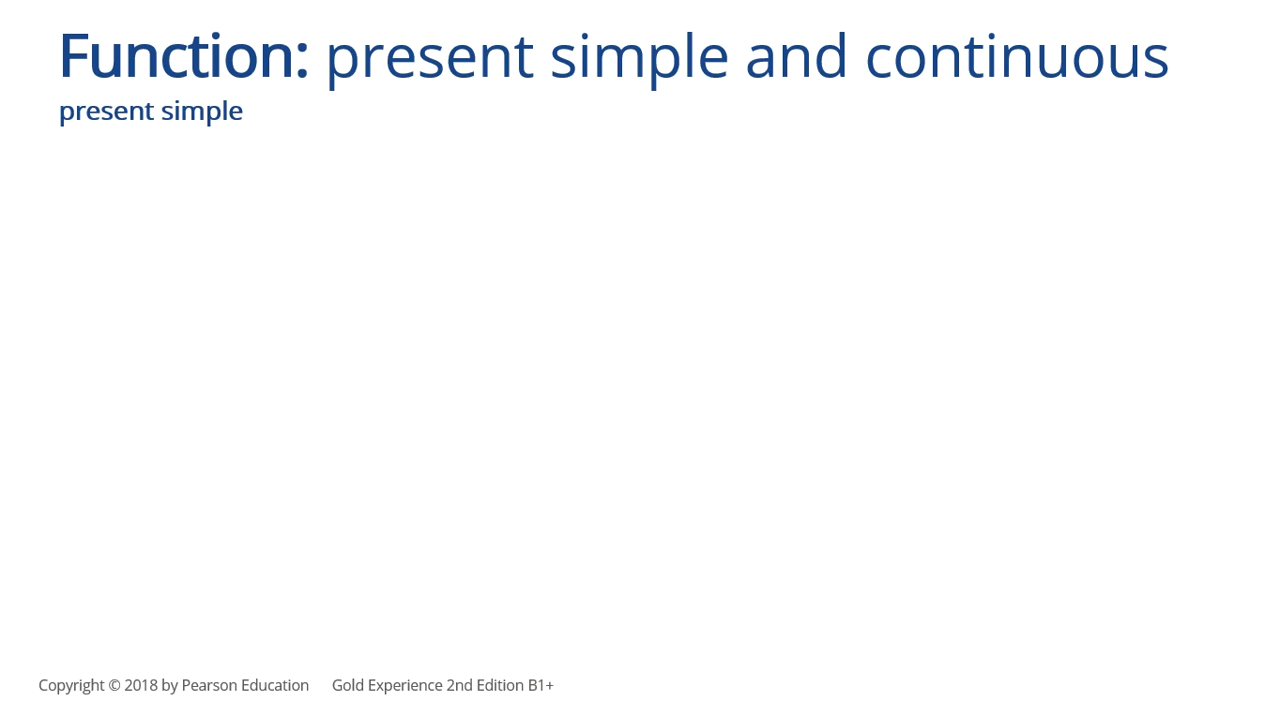 Function: present simple and continuous
present simple
Copyright © 2018 by Pearson Education Gold Experience 2nd Edition B1+